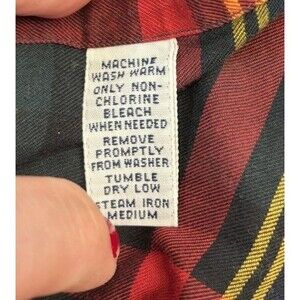 MACHINE
WASH WARM
ONLY NON-
CHLORINE
BLEACH
WHEN NEEDED
REMOVE
PROMPTLY
FROM WASHER
TUMBLE
DRY LOW
STEAM IRON
MEDIUM